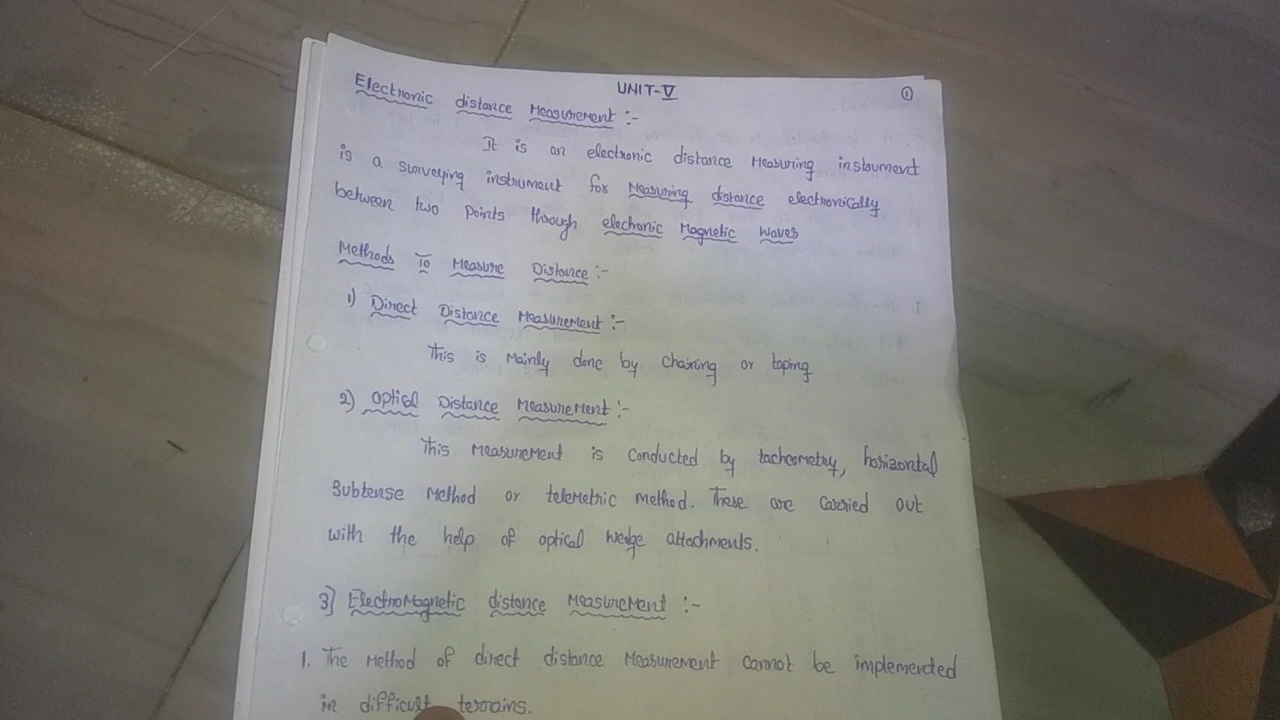 UNIT-V
1
Electronic distance Measurement :-
It is an electronic distance Measuring instrument
is a surveying instrument for Measuring distance electronically
between two points through electronic Magnetic Waves
Methods To Measure Distance :-
1) Direct Distance Measurement :-
This is Mainly done by chaining or taping
2) Optical Distance Measurement :-
This Measurement is conducted by tacheometry, horizontal
Subtense Method or telemetric method. These are carried out
with the help of optical wedge attachments.
3] ElectroMagnetic distance Measurement :-
1. The Method of direct distance Measurement cannot be implemented
in difficult terrains.